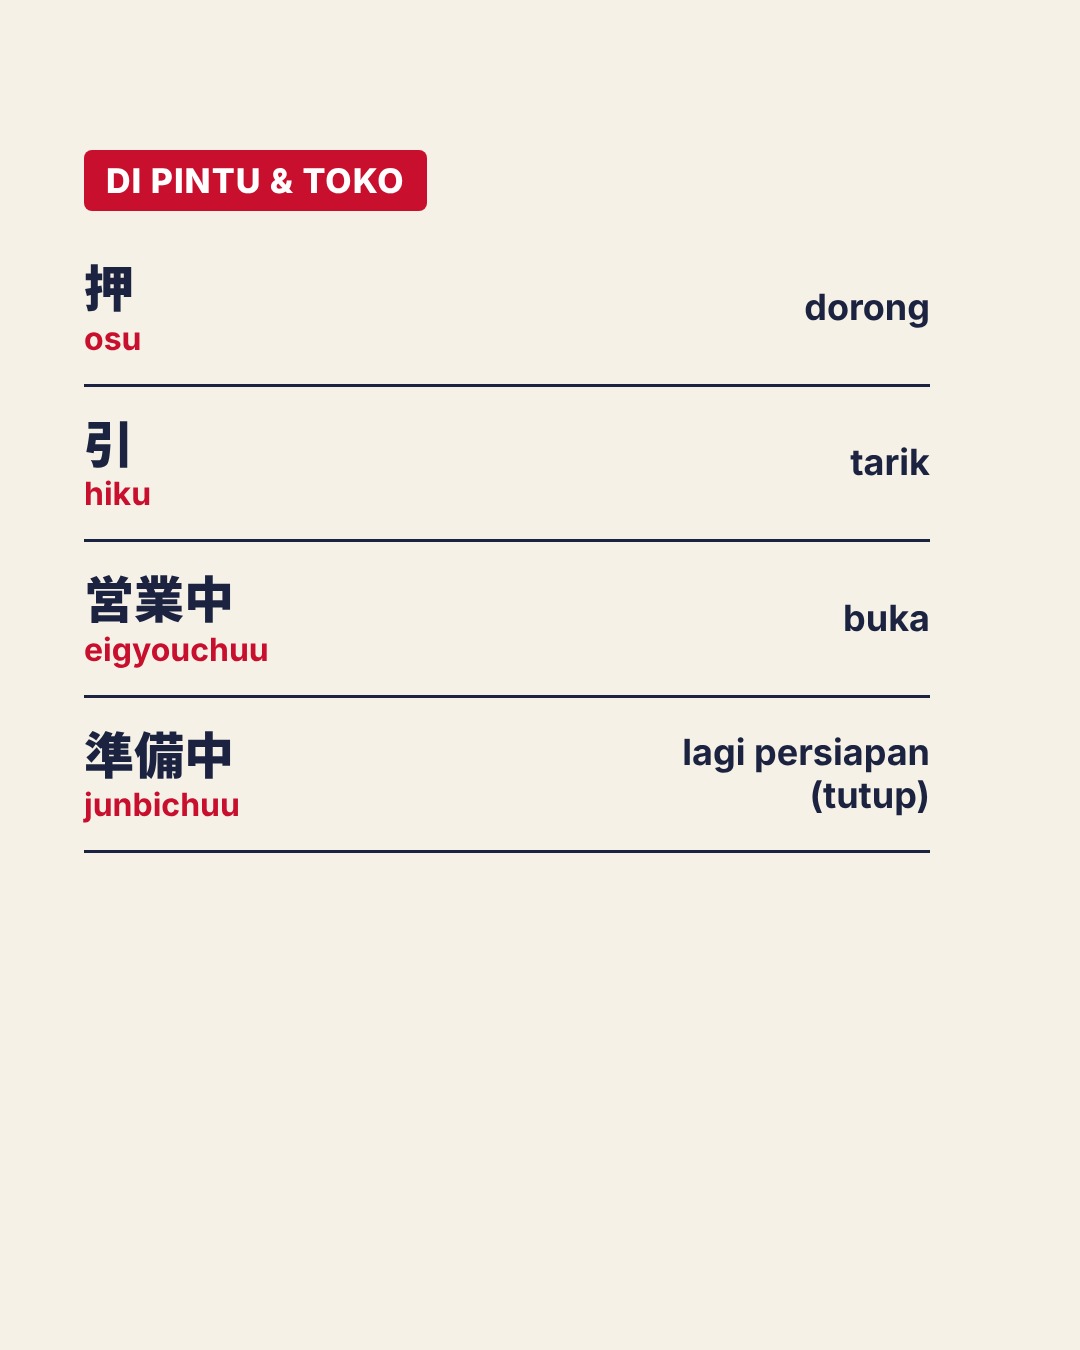 DI PINTU & TOKO
押
osu
dorong
引
hiku
tarik
営業中
eigyouchuu
buka
準備中
junbichuu
lagi persiapan
(tutup)